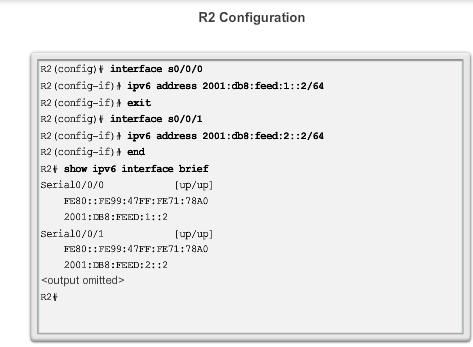 R2 Configuration
R2(config)# interface s0/0/0
R2(config-if)# ipv6 address 2001:db8:feed:1::2/64
R2(config-if)# exit
R2(config)# interface s0/0/1
R2(config-if)# ipv6 address 2001:db8:feed:2::2/64
R2(config-if)# end
R2# show ipv6 interface brief
Serial0/0/0 [up/up]
FE80::FE99:47FF:FE71:78A0
2001:DB8:FEED:1::2
Serial0/0/1 [up/up]
FE80::FE99:47FF:FE71:78A0
2001:DB8:FEED:2::2
<output omitted>
R2#